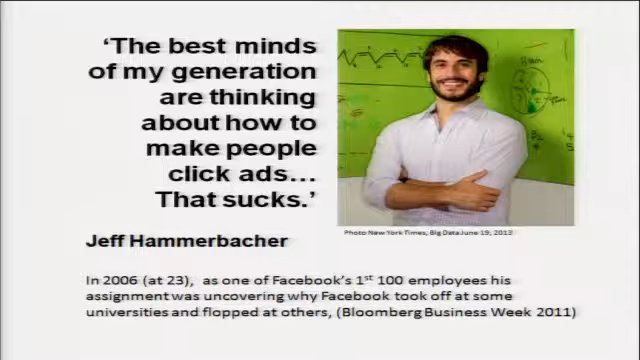 ‘The best minds
of my generation
are thinking
about how to
make people
click ads...
That sucks.’
Photo New York Times, Big Data June 19, 2013
Jeff Hammerbacher
In 2006 (at 23), as one of Facebook's 1st 100 employees his
assignment was uncovering why Facebook took off at some
universities and flopped at others, (Bloomberg Business Week 2011)